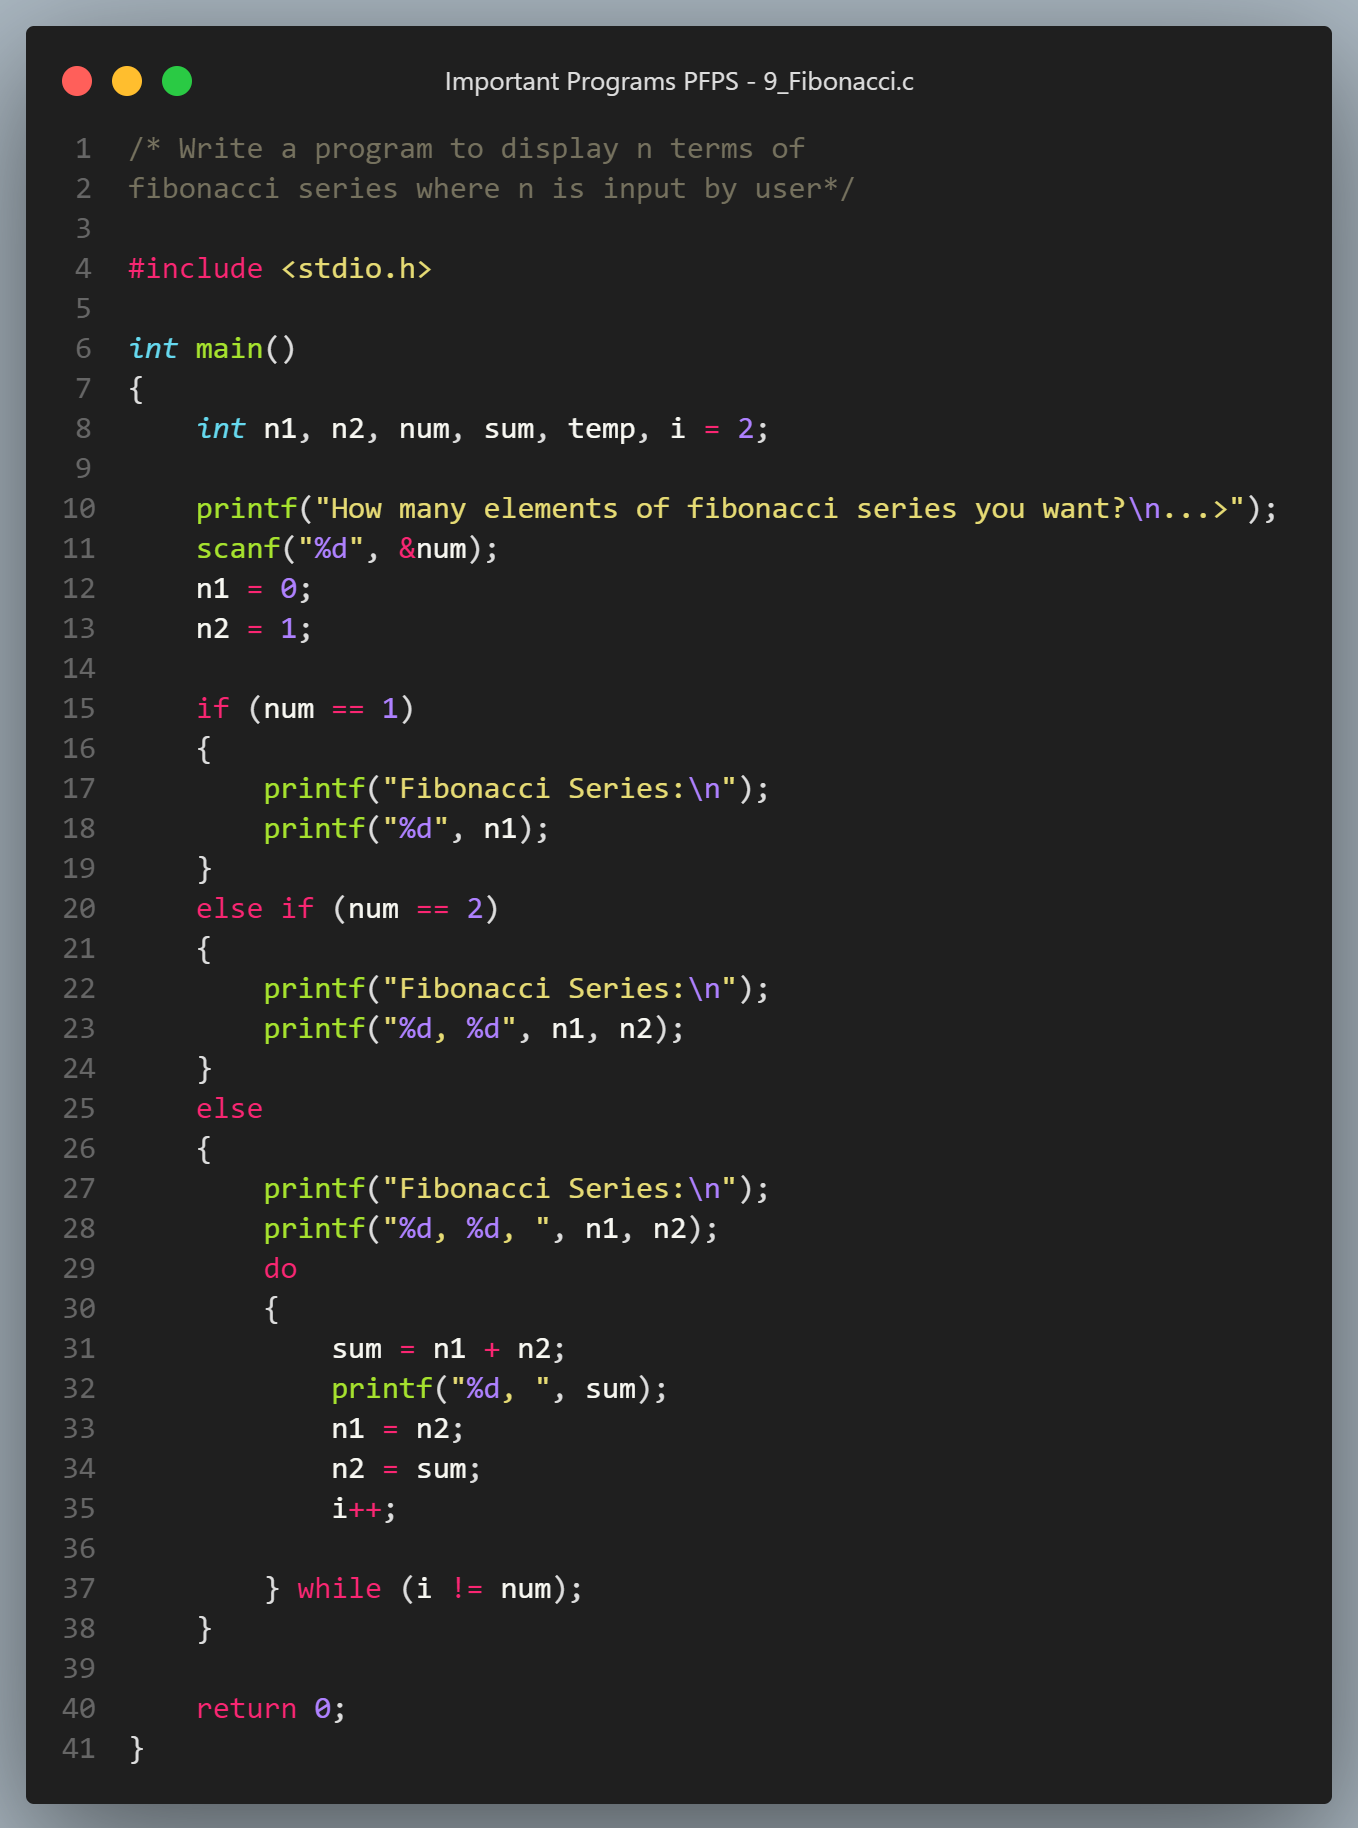 Important Programs PFPS - 9_Fibonacci.c
1 /* Write a program to display n terms of
2 fibonacci series where n is input by user*/
3
4 #include <stdio.h>
5
6 int main()
7 {
8     int n1, n2, num, sum, temp, i = 2;
9
10     printf("How many elements of fibonacci series you want?\n...>");
11     scanf("%d", &num);
12     n1 = 0;
13     n2 = 1;
14
15     if (num == 1)
16     {
17         printf("Fibonacci Series:\n");
18         printf("%d", n1);
19     }
20     else if (num == 2)
21     {
22         printf("Fibonacci Series:\n");
23         printf("%d, %d", n1, n2);
24     }
25     else
26     {
27         printf("Fibonacci Series:\n");
28         printf("%d, %d, ", n1, n2);
29         do
30         {
31             sum = n1 + n2;
32             printf("%d, ", sum);
33             n1 = n2;
34             n2 = sum;
35             i++;
36
37         } while (i != num);
38     }
39
40     return 0;
41 }